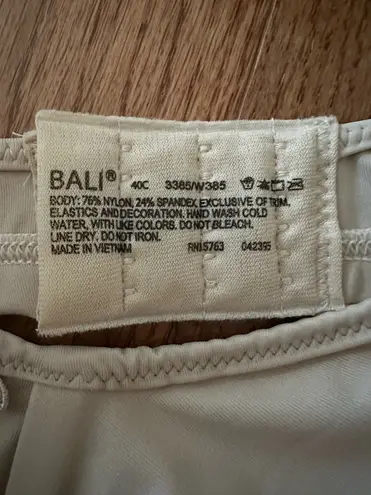 BALI® 40C 3385/W385
BODY: 76% NYLON, 24% SPANDEX EXCLUSIVE OF TRIM.
ELASTICS AND DECORATION. HAND WASH COLD
WATER, WITH LIKE COLORS. DO NOT BLEACH.
LINE DRY. DO NOT IRON.
MADE IN VIETNAM RN15763 042395